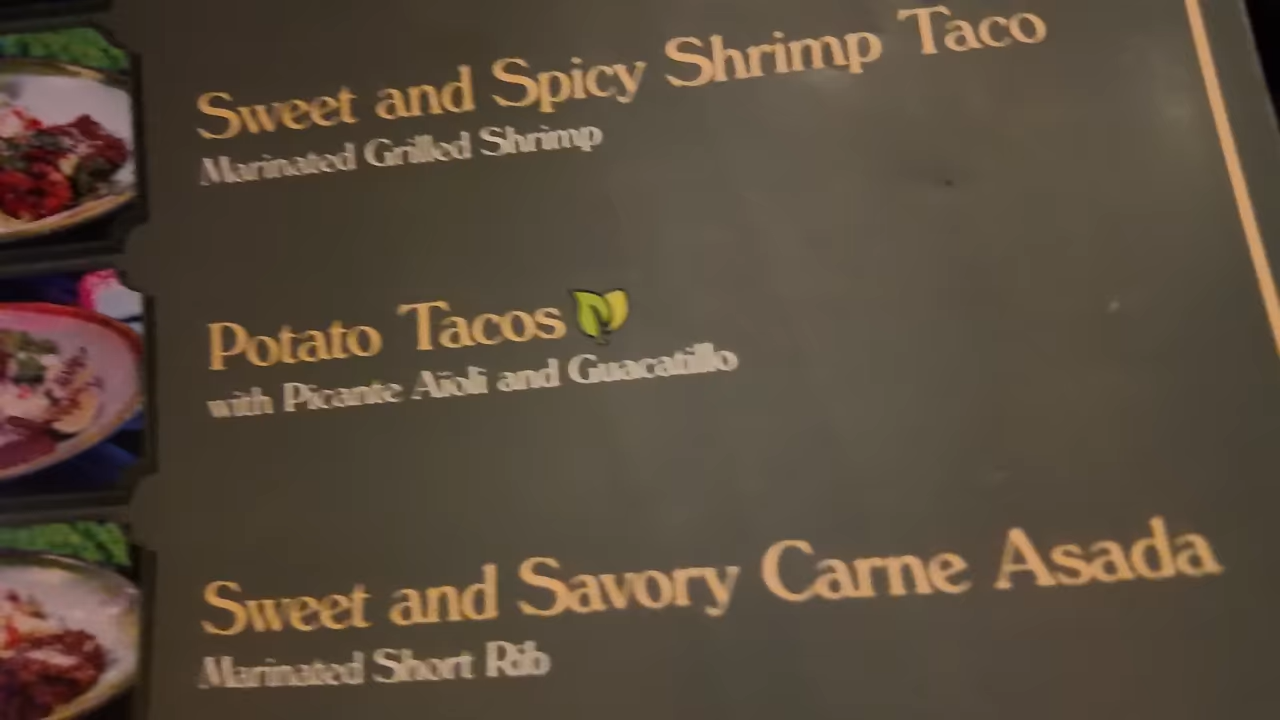 Sweet and Spicy Shrimp Taco
Marinated Grilled Shrimp
Potato Tacos
with Picante Aïoli and Guacatillo
Sweet and Savory Carne Asada
Marinated Short Rib